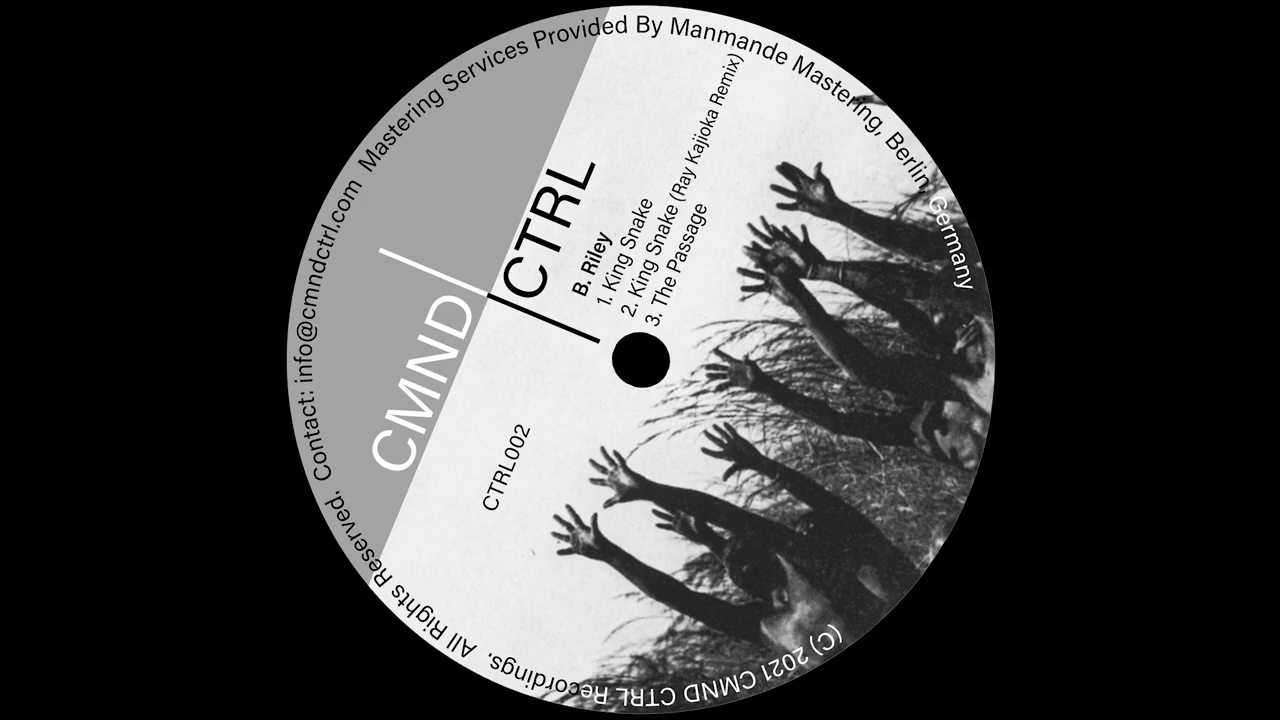 CMND
CTRL
B. Riley
1. King Snake
2. King Snake (Ray Kajioka Remix)
3. The Passage
CTRL002
(C) 2021 CMND CTRL Recordings. All Rights Reserved. Contact: info@cmndctrl.com Mastering Services Provided By Manmande Mastering, Berlin, Germany